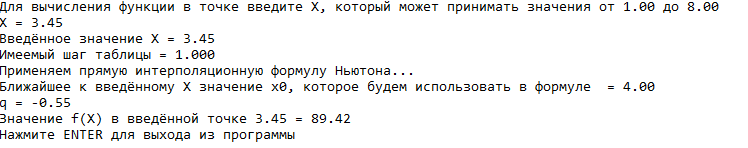 Для вычисления функции в точке введите X, который может принимать значения от 1.00 до 8.00
X = 3.45
Введённое значение X = 3.45
Имеемый шаг таблицы = 1.000
Применяем прямую интерполяционную формулу Ньютона...
Ближайшее к введённому X значение x0, которое будем использовать в формуле  = 4.00
q = -0.55
Значение f(X) в введённой точке 3.45 = 89.42
Нажмите ENTER для выхода из программы